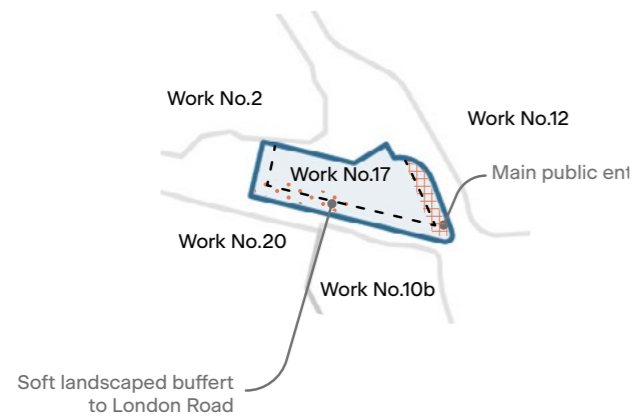 Work No.2
Work No.12
Work No.17
Main public ent
Work No.20
Work No.10b
Soft landscaped buffert
to London Road